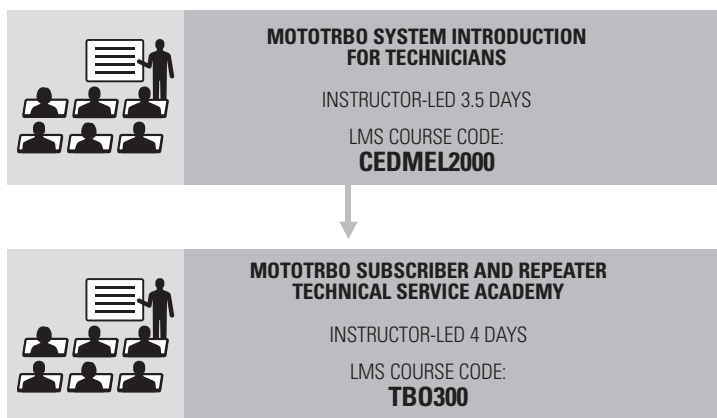 MOTOTRBO SYSTEM INTRODUCTION
FOR TECHNICIANS
INSTRUCTOR-LED 3.5 DAYS
LMS COURSE CODE:
CEDMEL2000
MOTOTRBO SUBSCRIBER AND REPEATER
TECHNICAL SERVICE ACADEMY
INSTRUCTOR-LED 4 DAYS
LMS COURSE CODE:
TBO300